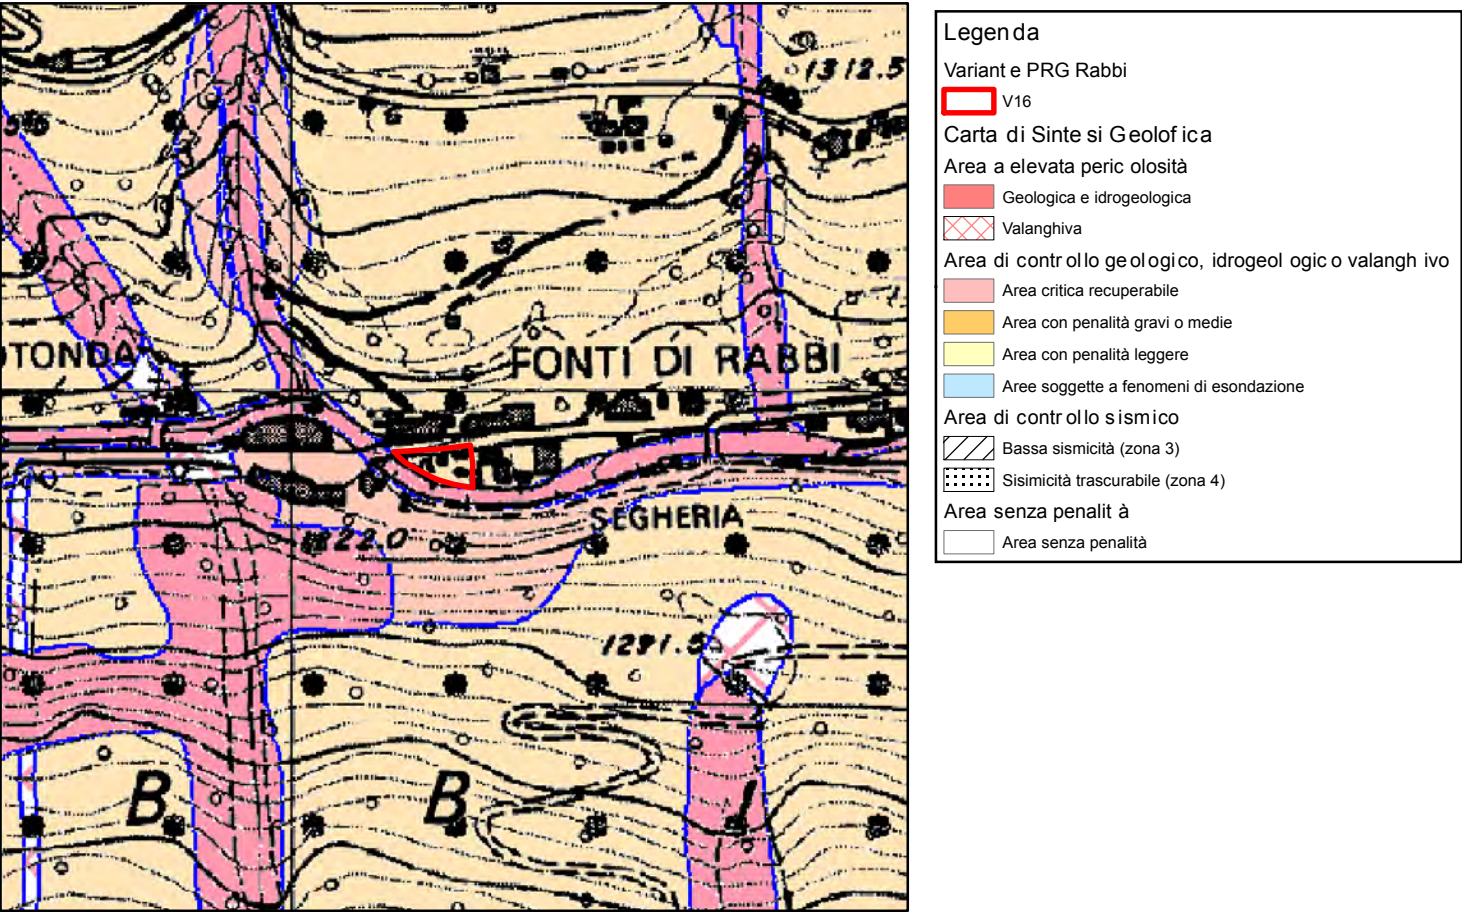 1312.5
TONDA
FONTI DI RABBI
SEGHERIA
22.0
1291.5
B
B
Legenda
Variante PRG Rabbi
V16
Carta di Sintesi Geolofica
Area a elevata pericolosità
Geologica e idrogeologica
Valanghiva
Area di controllo geologico, idrogeologico valanghivo
Area critica recuperabile
Area con penalità gravi o medie
Area con penalità leggere
Aree soggette a fenomeni di esondazione
Area di controllo sismico
Bassa sismicità (zona 3)
Sisimicità trascurabile (zona 4)
Area senza penalità
Area senza penalità